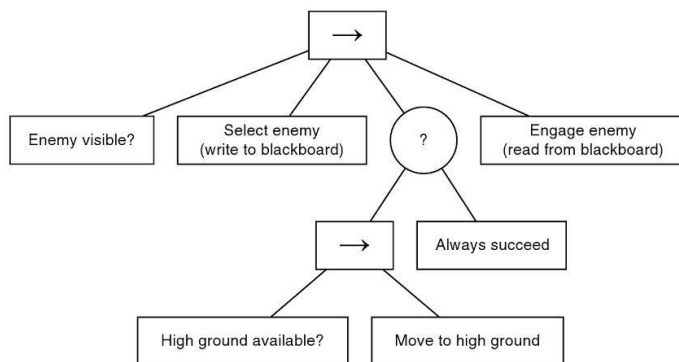 →
Enemy visible?
Select enemy
(write to blackboard)
?
Engage enemy
(read from blackboard)
→
Always succeed
High ground available?
Move to high ground